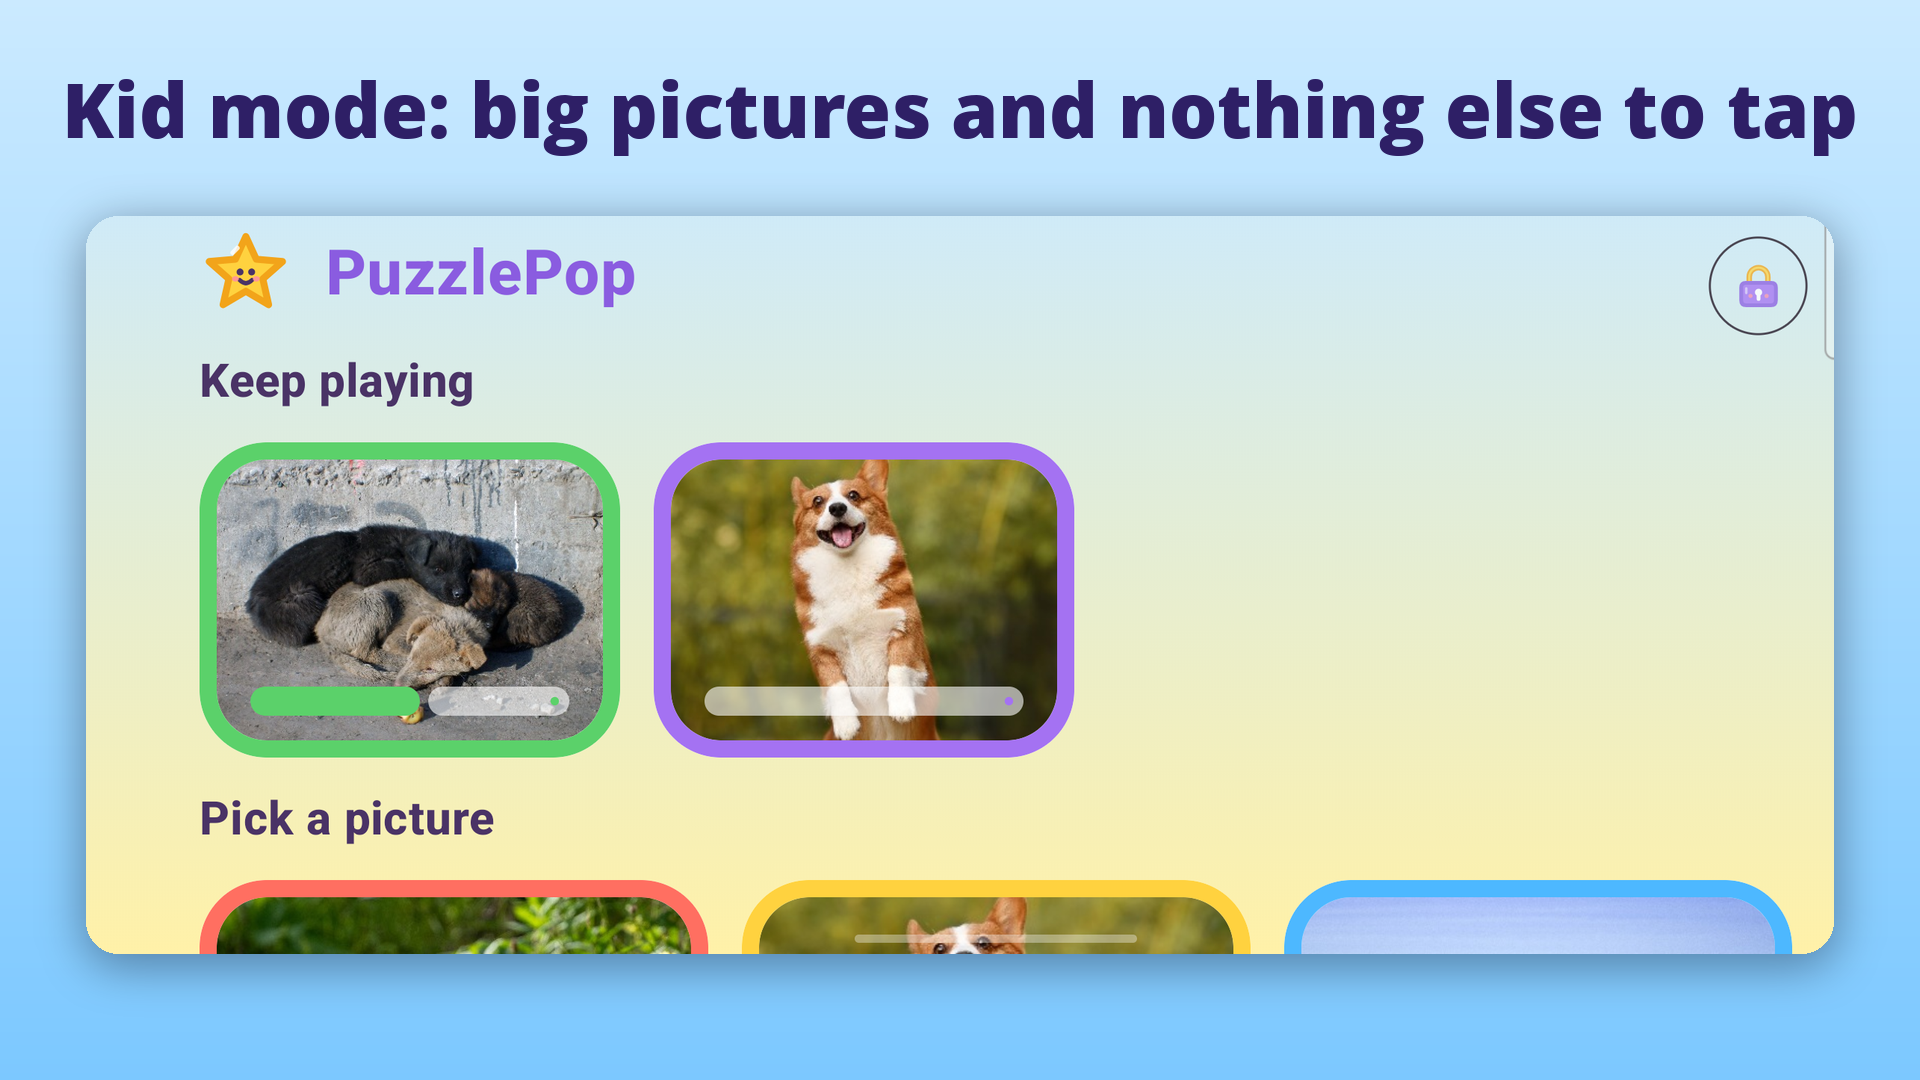 Kid mode: big pictures and nothing else to tap
PuzzlePop
Keep playing
Pick a picture